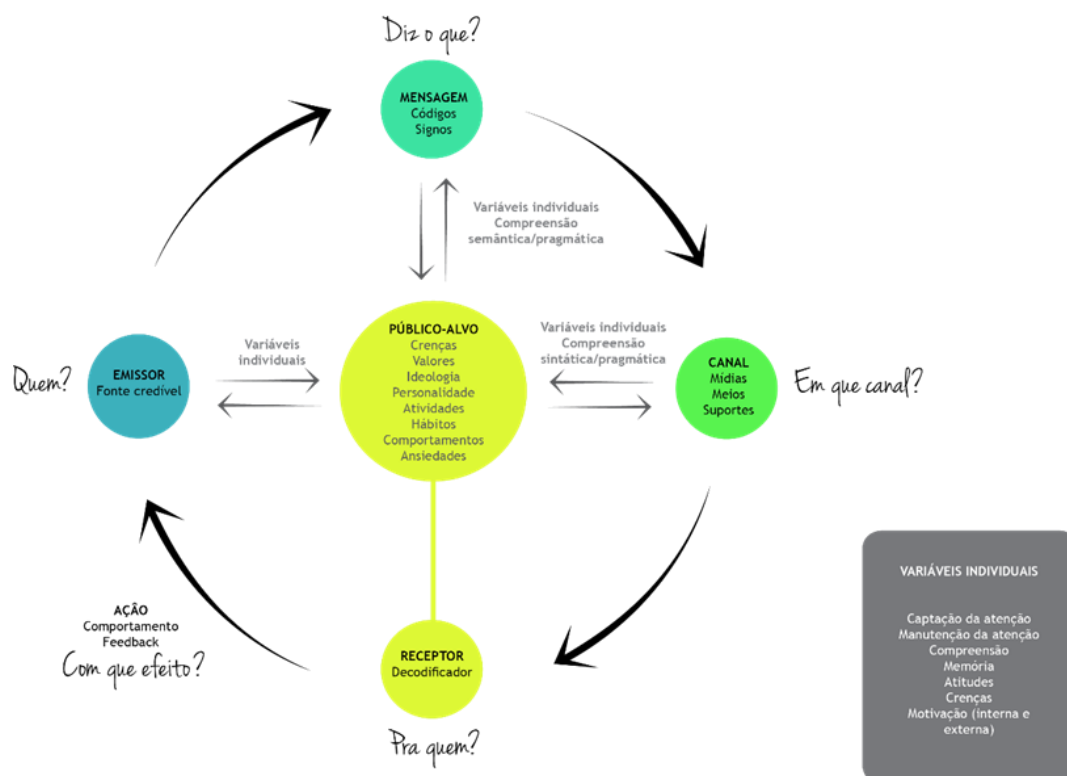 Diz o que?
MENSAGEM
Códigos
Signos
Variáveis individuais
Compreensão
semântica/pragmática
Quem?
EMISSOR
Fonte credível
Variáveis
individuais
PÚBLICO-ALVO
Crenças
Valores
Ideologia
Personalidade
Atividades
Hábitos
Comportamentos
Ansiedades
Variáveis individuais
Compreensão
sintática/pragmática
CANAL
Mídias
Meios
Suportes
Em que canal?
AÇÃO
Comportamento
Feedback
Com que efeito?
RECEPTOR
Decodificador
Pra quem?
VARIÁVEIS INDIVIDUAIS
Captação da atenção
Manutenção da atenção
Compreensão
Memória
Atitudes
Crenças
Motivação (interna e
externa)